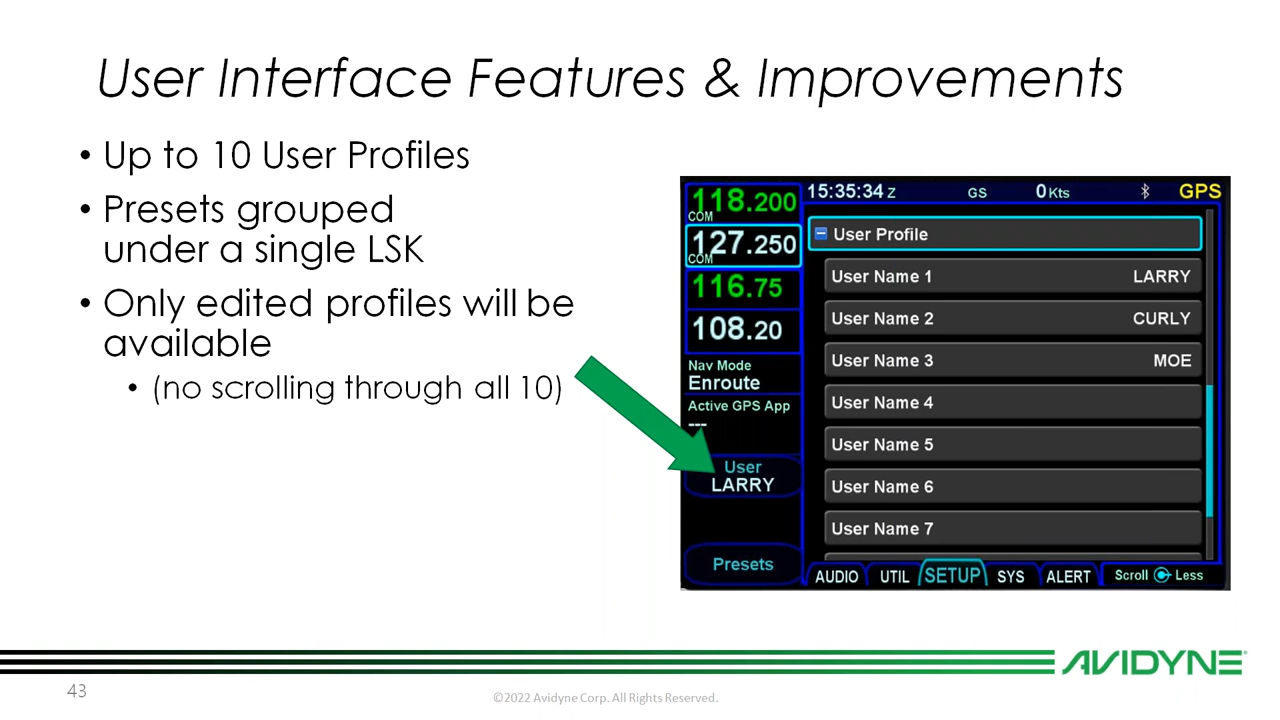 User Interface Features & Improvements
• Up to 10 User Profiles
• Presets grouped
under a single LSK
• Only edited profiles will be
available
• (no scrolling through all 10)
118.200
COM
127.250
COM
116.75
108.20
Nav Mode
Enroute
Active GPS App
---
User
LARRY
Presets
15:35:34 Z GS 0 Kts GPS
User Profile
User Name 1 LARRY
User Name 2 CURLY
User Name 3 MOE
User Name 4
User Name 5
User Name 6
User Name 7
AUDIO UTIL SETUP SYS ALERT Scroll Less
AVIDYNE
43
©2022 Avidyne Corp. All Rights Reserved.